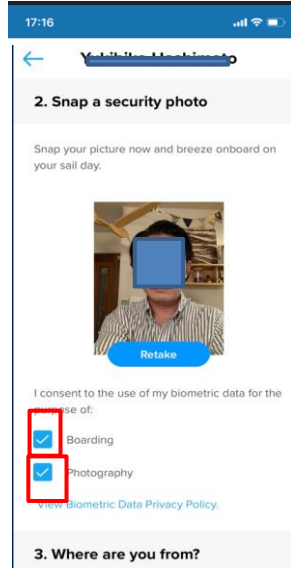 17:16
2. Snap a security photo
Snap your picture now and breeze onboard on
your sail day.
Retake
I consent to the use of my biometric data for the
purpose of:
Boarding
Photography
View Biometric Data Privacy Policy.
3. Where are you from?